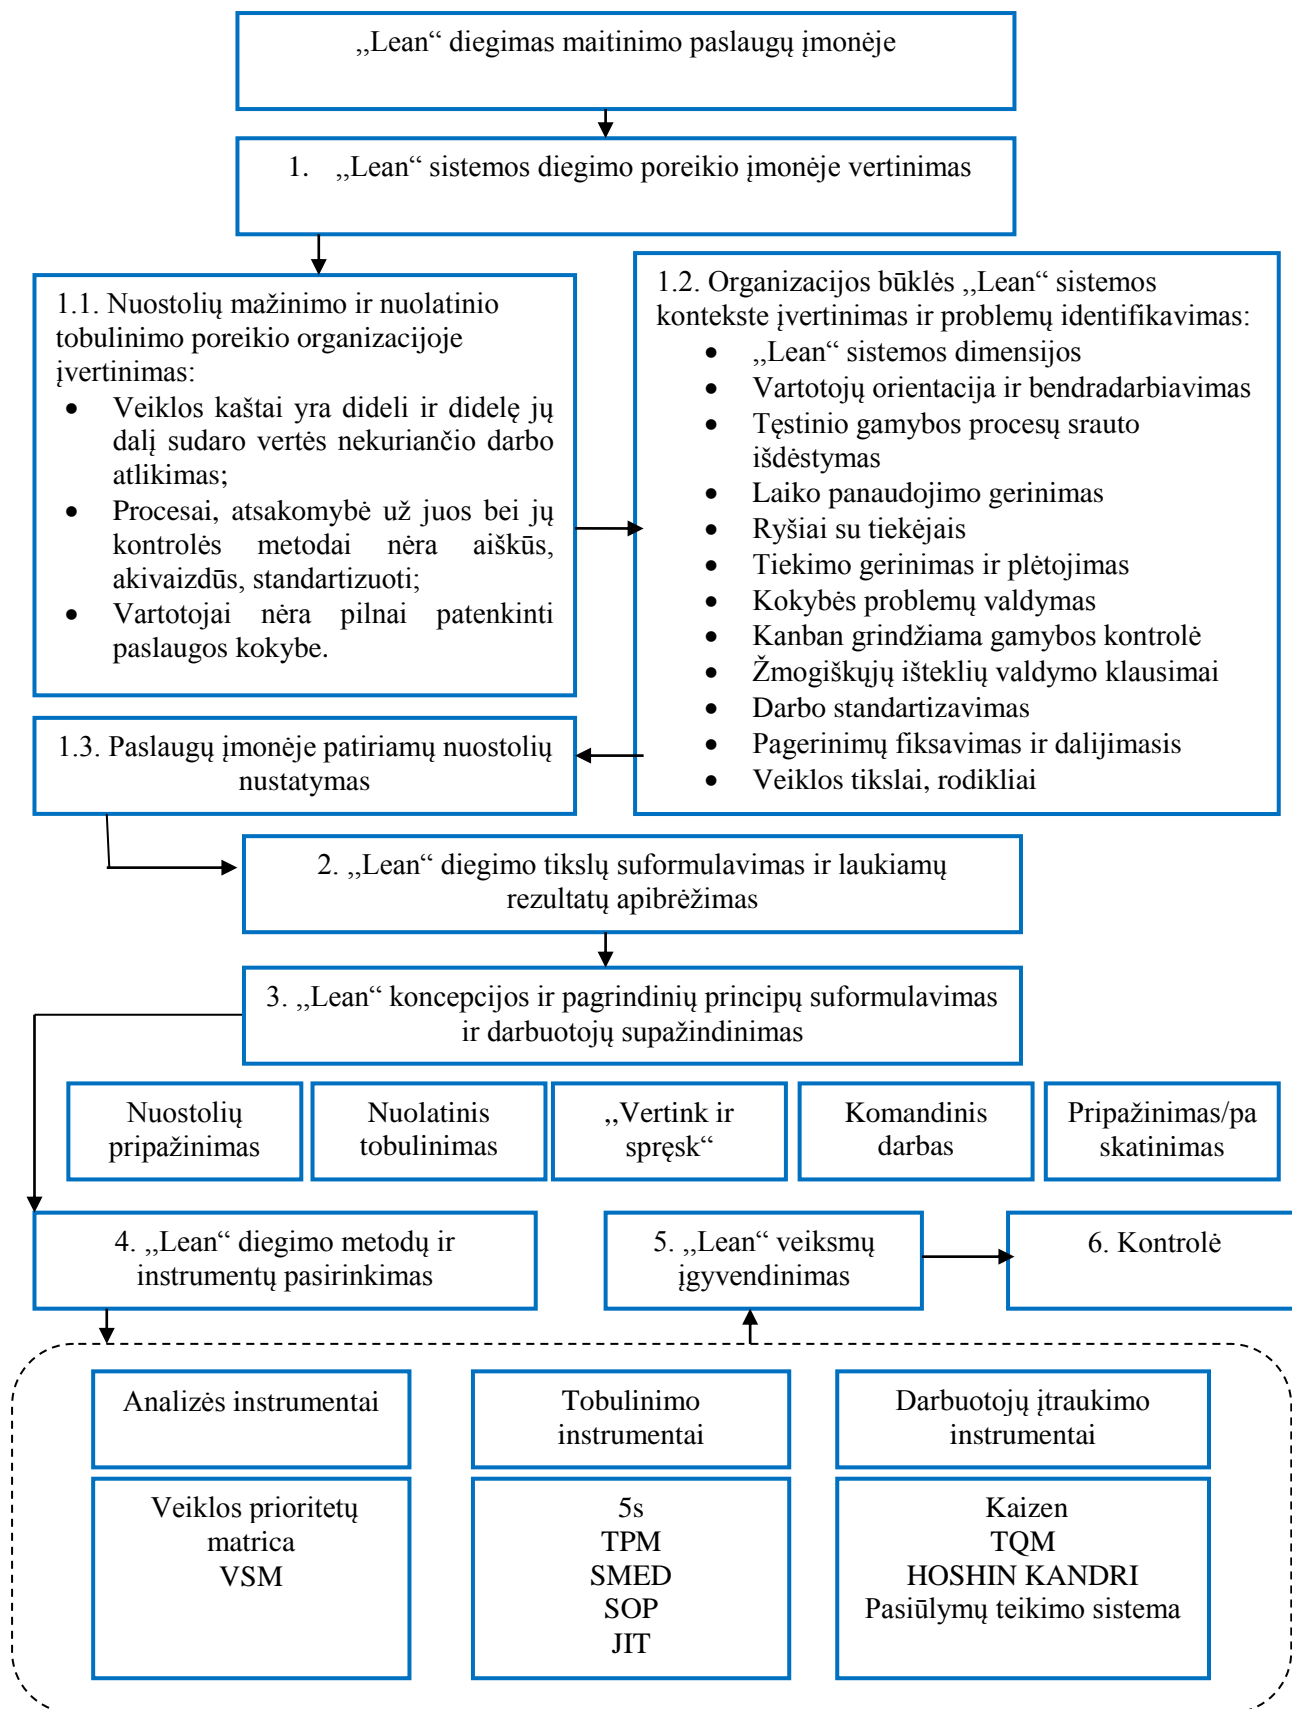 ,,Lean“ diegimas maitinimo paslaugų įmonėje
1. ,,Lean“ sistemos diegimo poreikio įmonėje vertinimas
1.1. Nuostolių mažinimo ir nuolatinio
tobulinimo poreikio organizacijoje
įvertinimas:
• Veiklos kaštai yra dideli ir didelę jų
dalį sudaro vertės nekuriančio darbo
atlikimas;
• Procesai, atsakomybė už juos bei jų
kontrolės metodai nėra aiškūs,
akivaizdūs, standartizuoti;
• Vartotojai nėra pilnai patenkinti
paslaugos kokybe.
1.2. Organizacijos būklės ,,Lean“ sistemos
kontekste įvertinimas ir problemų identifikavimas:
• ,,Lean“ sistemos dimensijos
• Vartotojų orientacija ir bendradarbiavimas
• Tęstinio gamybos procesų srauto
išdėstymas
• Laiko panaudojimo gerinimas
• Ryšiai su tiekėjais
• Tiekimo gerinimas ir plėtojimas
• Kokybės problemų valdymas
• Kanban grindžiama gamybos kontrolė
• Žmogiškųjų išteklių valdymo klausimai
• Darbo standartizavimas
• Pagerinimų fiksavimas ir dalijimasis
• Veiklos tikslai, rodikliai
1.3. Paslaugų įmonėje patiriamų nuostolių
nustatymas
2. ,,Lean“ diegimo tikslų suformulavimas ir laukiamų
rezultatų apibrėžimas
3. ,,Lean“ koncepcijos ir pagrindinių principų suformulavimas
ir darbuotojų supažindinimas
Nuostolių
pripažinimas
Nuolatinis
tobulinimas
,,Vertink ir
spręsk“
Komandinis
darbas
Pripažinimas/pa
skatinimas
4. ,,Lean“ diegimo metodų ir
instrumentų pasirinkimas
5. ,,Lean“ veiksmų
įgyvendinimas
6. Kontrolė
Analizės instrumentai
Tobulinimo
instrumentai
Darbuotojų įtraukimo
instrumentai
Veiklos prioritetų
matrica
VSM
5s
TPM
SMED
SOP
JIT
Kaizen
TQM
HOSHIN KANDRI
Pasiūlymų teikimo sistema